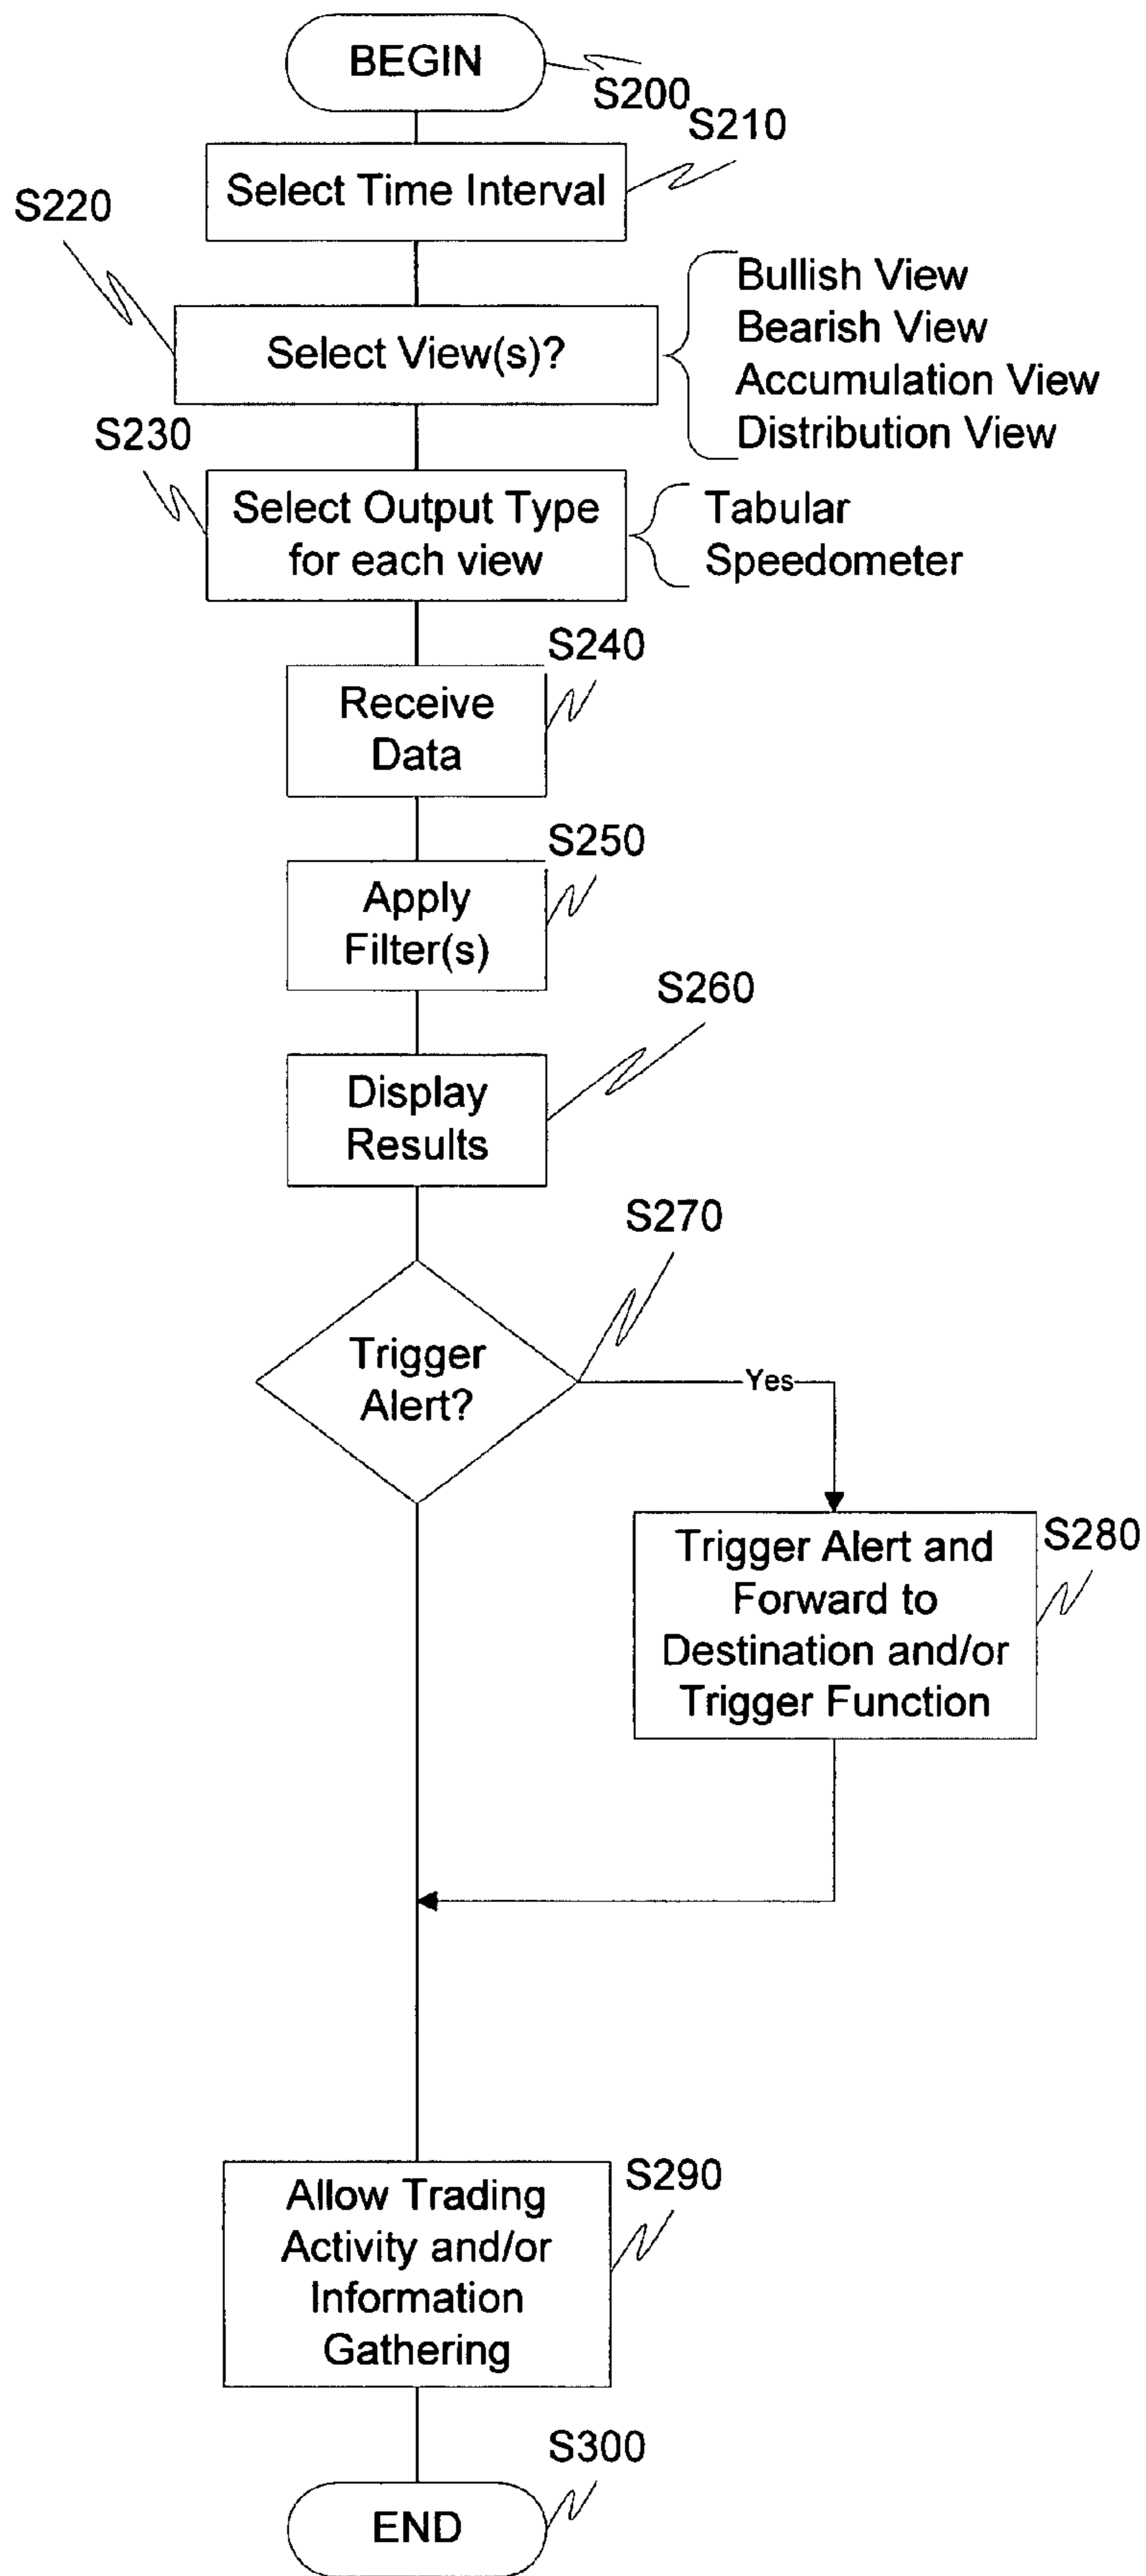 BEGIN
S200
S210
Select Time Interval
S220
Select View(s)?
Bullish View
Bearish View
Accumulation View
Distribution View
S230
Select Output Type
for each view
Tabular
Speedometer
S240
Receive
Data
S250
Apply
Filter(s)
S260
Display
Results
S270
Trigger
Alert?
Yes
S280
Trigger Alert and
Forward to
Destination and/or
Trigger Function
S290
Allow Trading
Activity and/or
Information
Gathering
S300
END